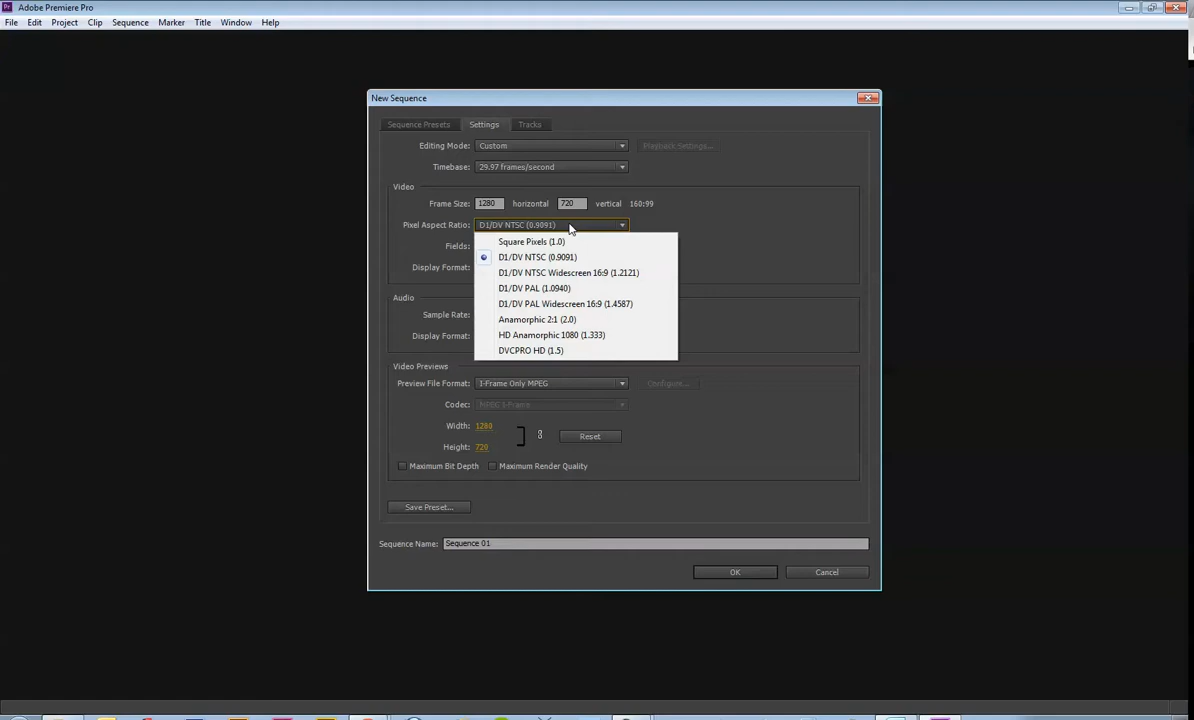 Pr Adobe Premiere Pro
File Edit Project Clip Sequence Marker Title Window Help
New Sequence
Sequence Presets Settings Tracks
Editing Mode: Custom Playback Settings...
Timebase: 29.97 frames/second
Video
Frame Size: 1280 horizontal 720 vertical 160:99
Pixel Aspect Ratio: D1/DV NTSC (0.9091)
Square Pixels (1.0)
Fields:
D1/DV NTSC (0.9091)
Display Format:
D1/DV NTSC Widescreen 16:9 (1.2121)
D1/DV PAL (1.0940)
Audio
D1/DV PAL Widescreen 16:9 (1.4587)
Sample Rate:
Anamorphic 2:1 (2.0)
Display Format:
HD Anamorphic 1080 (1.333)
DVCPRO HD (1.5)
Video Previews
Preview File Format: I-Frame Only MPEG Configure...
Codec: MPEG I-Frame
Width: 1280
Reset
Height: 720
Maximum Bit Depth Maximum Render Quality
Save Preset...
Sequence Name: Sequence 01
OK Cancel